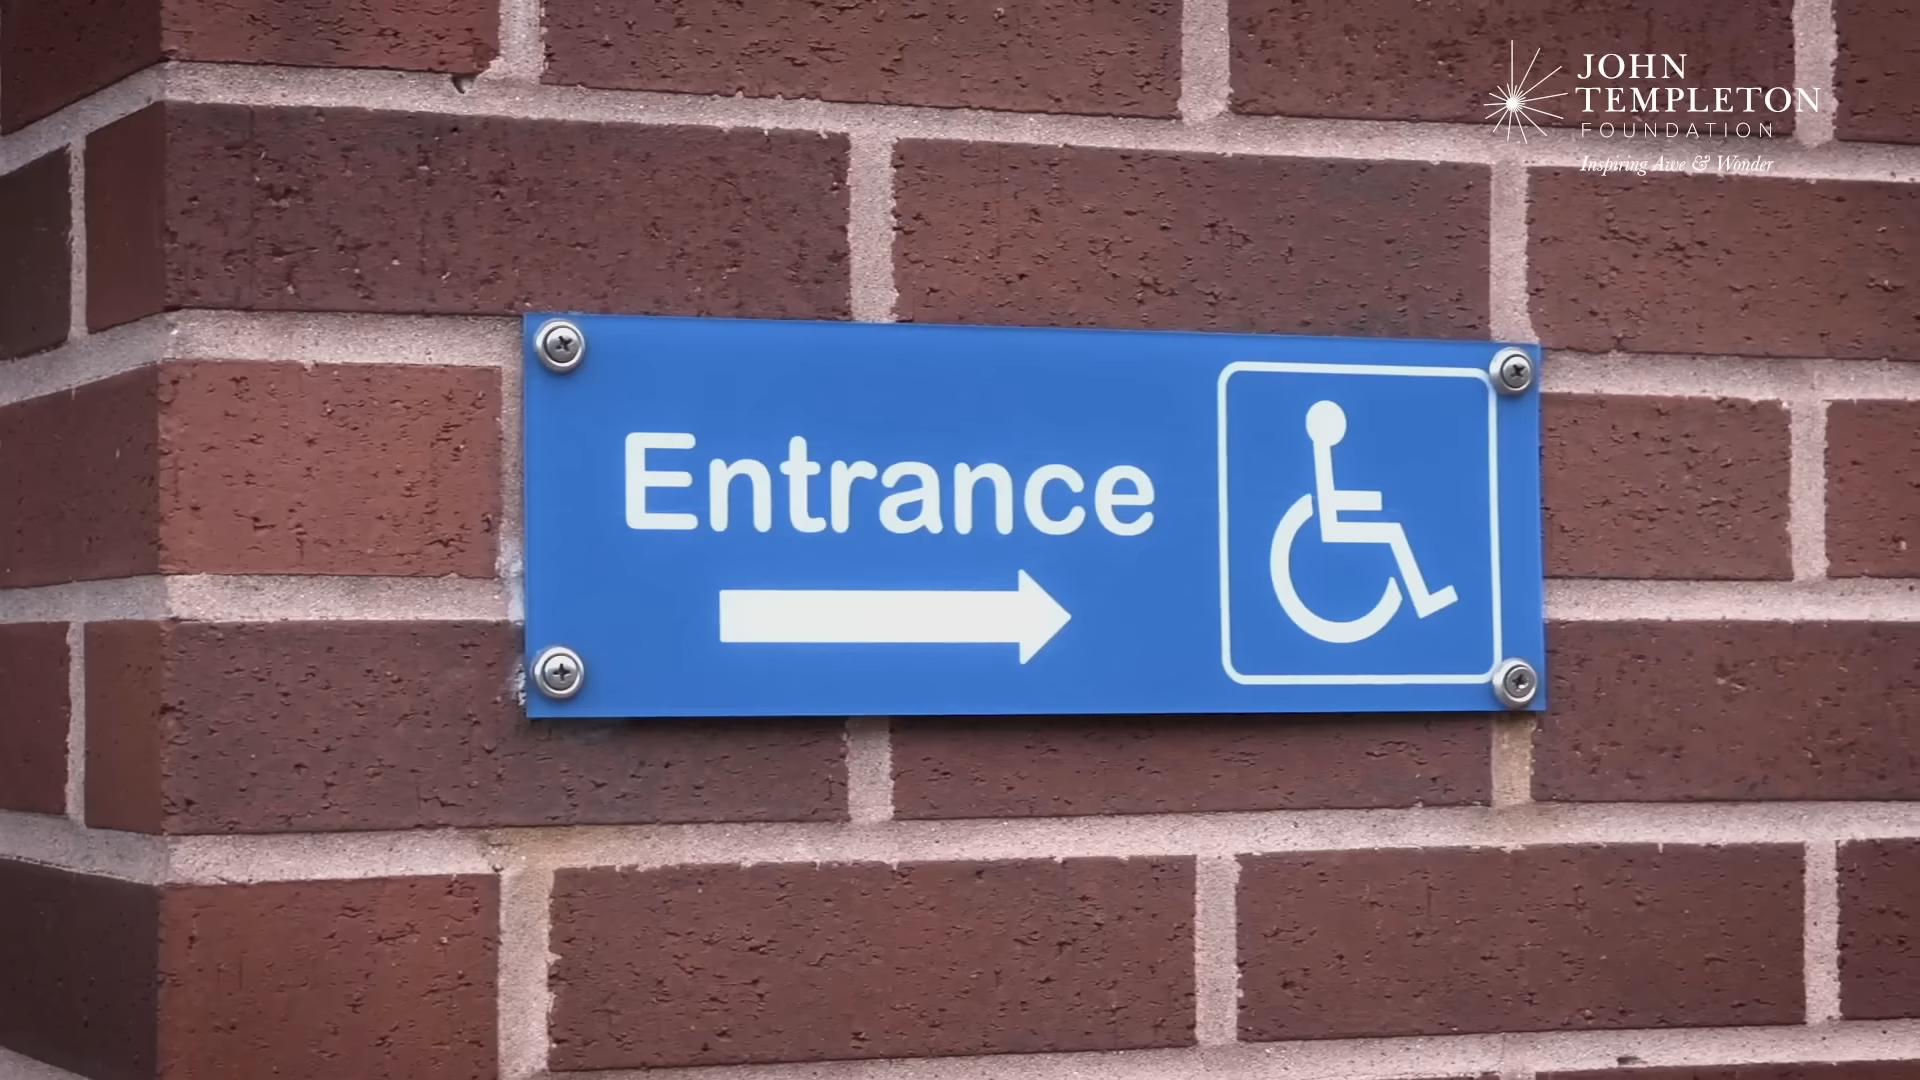 JOHN
TEMPLETON
FOUNDATION
Inspiring Awe & Wonder
Entrance